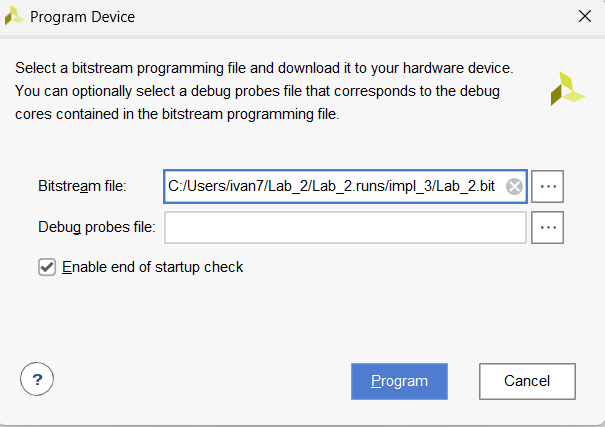 Program Device
Select a bitstream programming file and download it to your hardware device.
You can optionally select a debug probes file that corresponds to the debug
cores contained in the bitstream programming file.
Bitstream file: C:/Users/ivan7/Lab_2/Lab_2.runs/impl_3/Lab_2.bit ...
Debug probes file: ...
Enable end of startup check
? Program Cancel